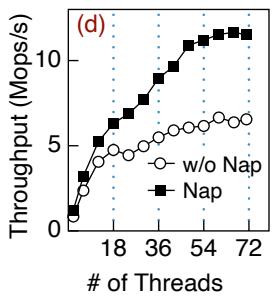 (d)
Throughput (Mops/s)
10
5
0
w/o Nap
Nap
18 36 54 72
# of Threads